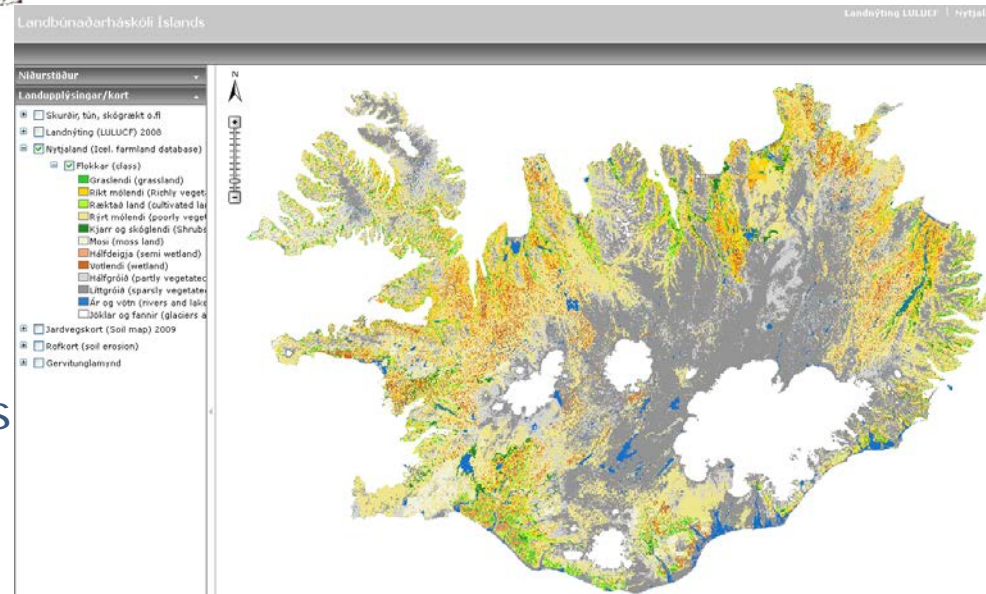 Landbúnaðarháskóli Íslands
Landnýting LULUCF | Nytjal
Niðurstöður
Landupplýsingar/kort
Skurðir, tún, skógrækt o.fl
Landnýting (LULUCF) 2008
Nytjaland (Icel. farmland database)
Flokkar (class)
Graslendi (grassland)
Ríkt mólendi (Richly veget
Ræktað land (cultivated la
Rýrt mólendi (poorly veget
Kjarr og skóglendi (Shrubs
Mosi (moss land)
Hálfdeigja (semi wetland)
Votlendi (wetland)
Hálfgróið (partly vegetated
Líttgróið (sparsly vegetated
Ár og vötn (rivers and lake
Jöklar og fannir (glaciers a
Jardvegskort (Soil map) 2009
Rofkort (soil erosion)
Gervitunglamynd
N
s